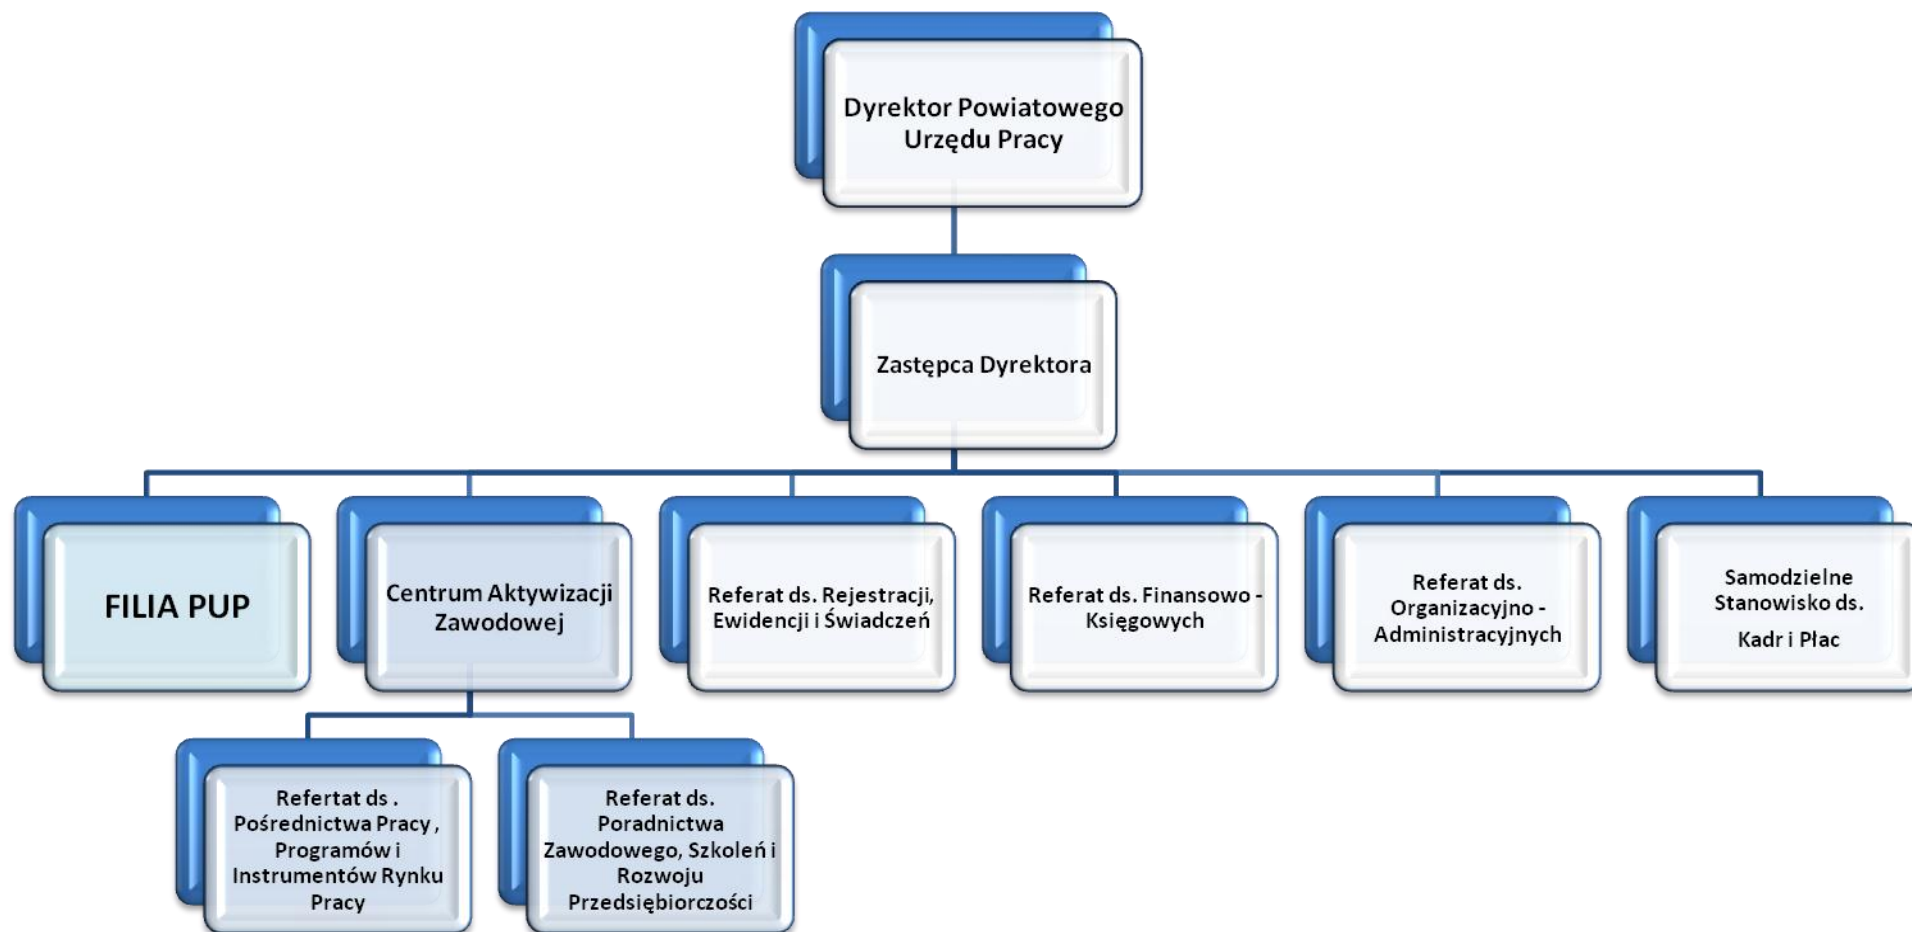 Dyrektor Powiatowego
Urzędu Pracy
Zastępca Dyrektora
FILIA PUP
Centrum Aktywizacji
Zawodowej
Referat ds. Rejestracji,
Ewidencji i Świadczeń
Referat ds. Finansowo -
Księgowych
Referat ds.
Organizacyjno -
Administracyjnych
Samodzielne
Stanowisko ds.
Kadr i Płac
Refertat ds .
Pośrednictwa Pracy ,
Programów i
Instrumentów Rynku
Pracy
Referat ds.
Poradnictwa
Zawodowego, Szkoleń i
Rozwoju
Przedsiębiorczości